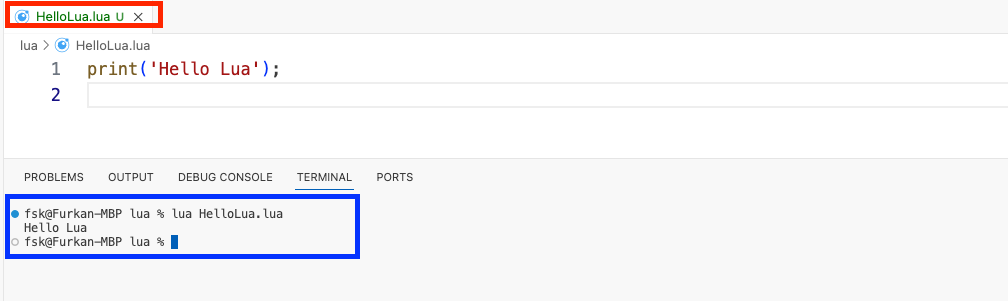 HelloLua.lua U
lua > HelloLua.lua
1 print('Hello Lua');
2
PROBLEMS OUTPUT DEBUG CONSOLE TERMINAL PORTS
fsk@Furkan-MBP lua % lua HelloLua.lua
Hello Lua
fsk@Furkan-MBP lua %